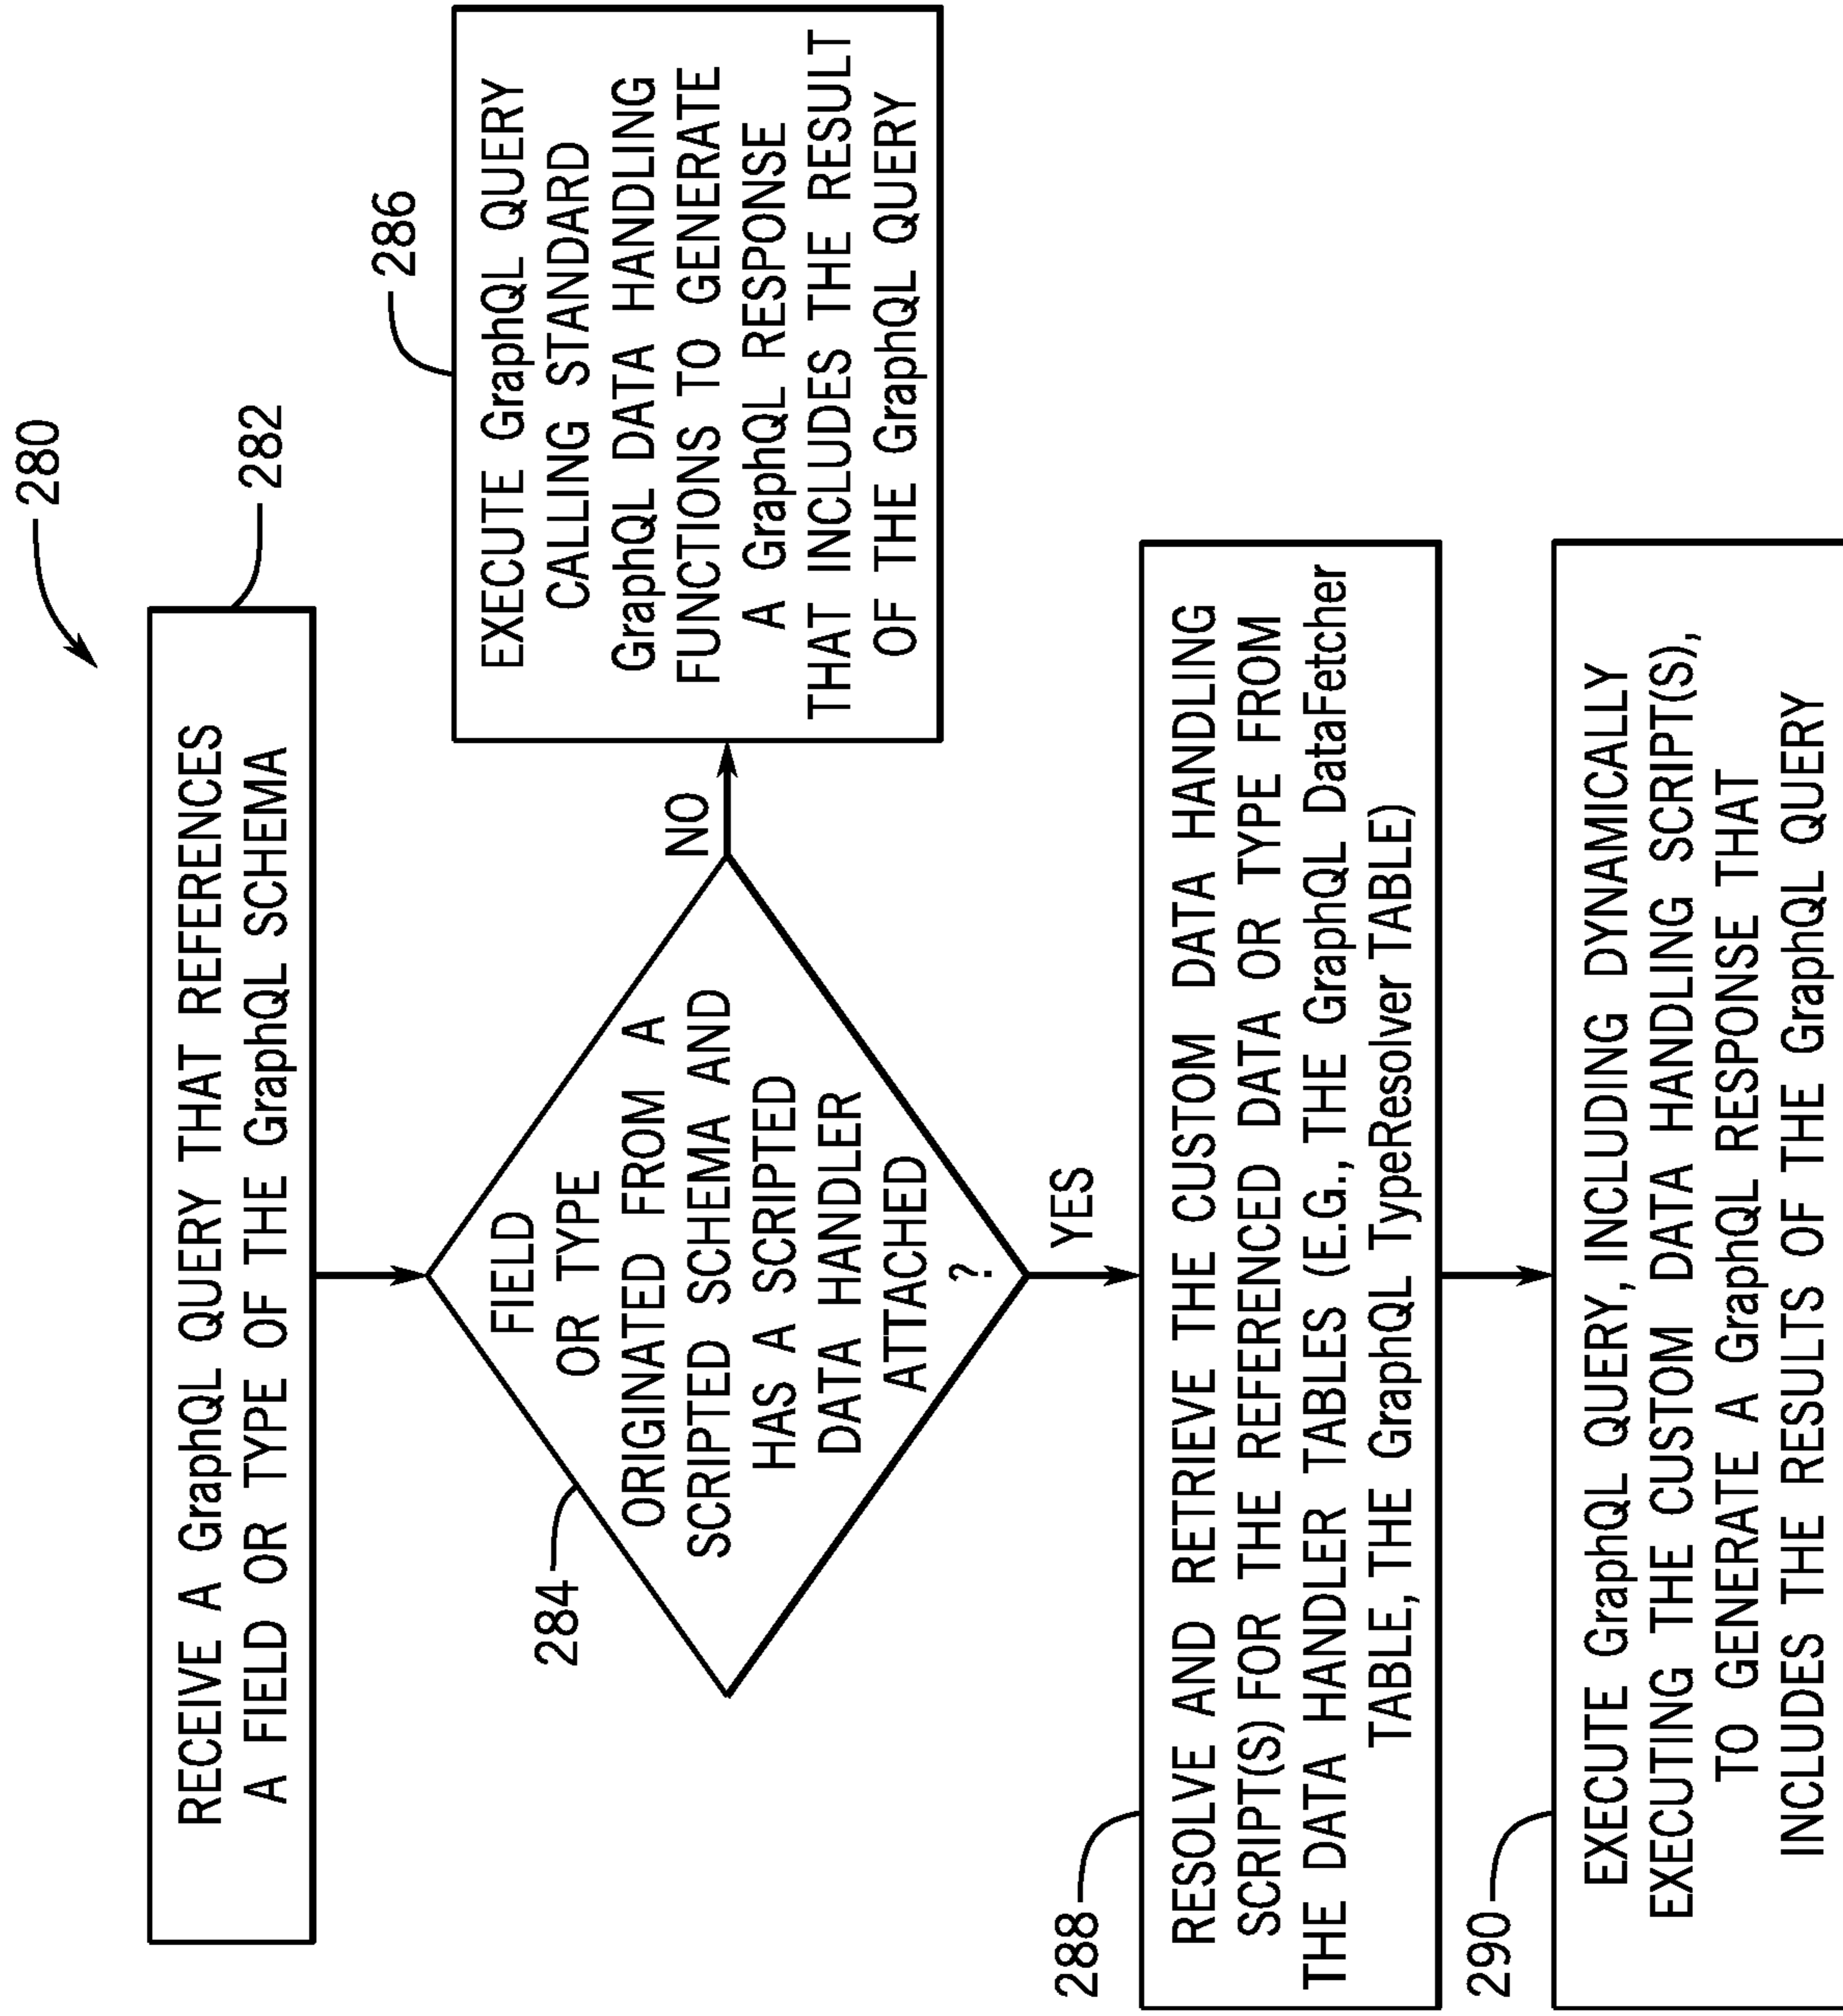 280
282
RECEIVE A GraphQL QUERY THAT REFERENCES
A FIELD OR TYPE OF THE GraphQL SCHEMA
284
FIELD
OR TYPE
ORIGINATED FROM A
SCRIPTED SCHEMA AND
HAS A SCRIPTED
DATA HANDLER
ATTACHED
?
NO
286
EXECUTE GraphQL QUERY
CALLING STANDARD
GraphQL DATA HANDLING
FUNCTIONS TO GENERATE
A GraphQL RESPONSE
THAT INCLUDES THE RESULT
OF THE GraphQL QUERY
YES
288
RESOLVE AND RETRIEVE THE CUSTOM DATA HANDLING
SCRIPT(S) FOR THE REFERENCED DATA OR TYPE FROM
THE DATA HANDLER TABLES (E.G., THE GraphQL DataFetcher
TABLE, THE GraphQL TypeResolver TABLE)
290
EXECUTE GraphQL QUERY, INCLUDING DYNAMICALLY
EXECUTING THE CUSTOM DATA HANDLING SCRIPT(S),
TO GENERATE A GraphQL RESPONSE THAT
INCLUDES THE RESULTS OF THE GraphQL QUERY